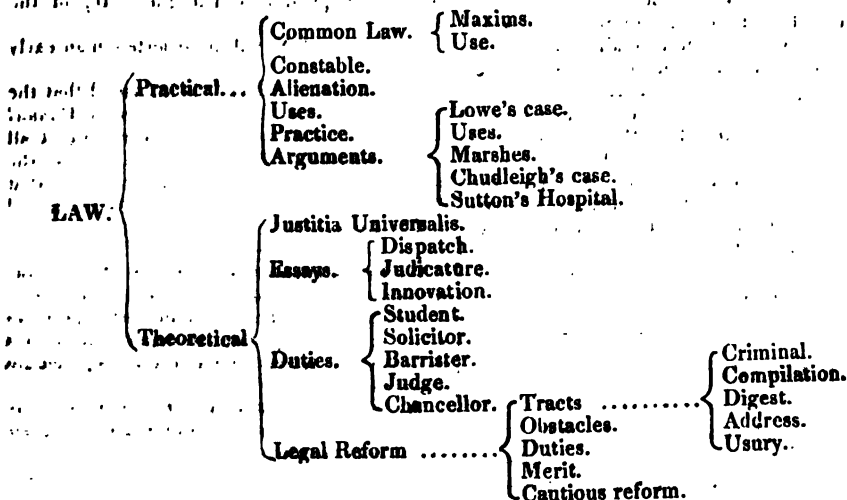 Common Law. { Maxims.
Use.
Constable.
Practical... Alienation.
Uses. Lowe's case.
Practice. Uses.
Arguments. Marshes.
Chudleigh's case.
Sutton's Hospital.
LAW.
Justitia Universalis.
Dispatch.
Essays. Judicature.
Innovation.
Student.
Theoretical Solicitor.
Duties. Barrister. Criminal.
Judge. Compilation.
Chancellor. Tracts .......... Digest.
Obstacles. Address.
Legal Reform ........ Duties. Usury.
Merit.
Cautious reform.